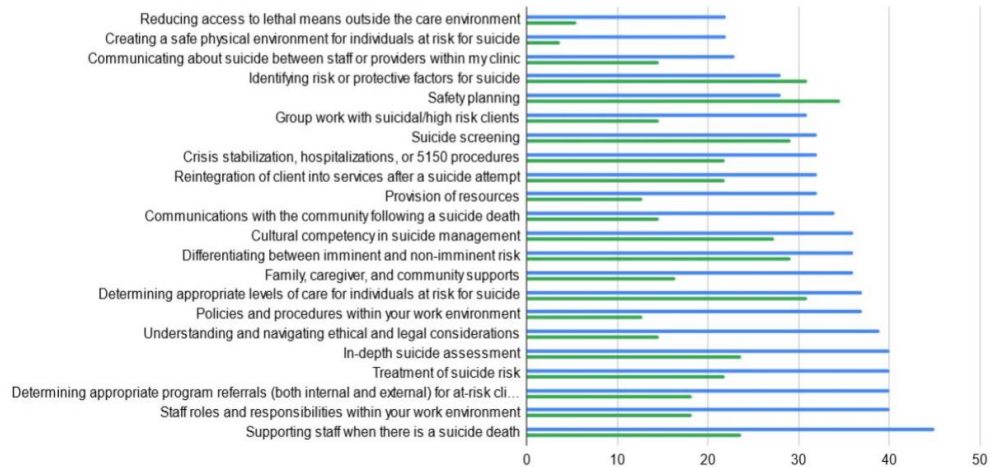 Reducing access to lethal means outside the care environment
Creating a safe physical environment for individuals at risk for suicide
Communicating about suicide between staff or providers within my clinic
Identifying risk or protective factors for suicide
Safety planning
Group work with suicidal/high risk clients
Suicide screening
Crisis stabilization, hospitalizations, or 5150 procedures
Reintegration of client into services after a suicide attempt
Provision of resources
Communications with the community following a suicide death
Cultural competency in suicide management
Differentiating between imminent and non-imminent risk
Family, caregiver, and community supports
Determining appropriate levels of care for individuals at risk for suicide
Policies and procedures within your work environment
Understanding and navigating ethical and legal considerations
In-depth suicide assessment
Treatment of suicide risk
Determining appropriate program referrals (both internal and external) for at-risk cli...
Staff roles and responsibilities within your work environment
Supporting staff when there is a suicide death
0 10 20 30 40 50